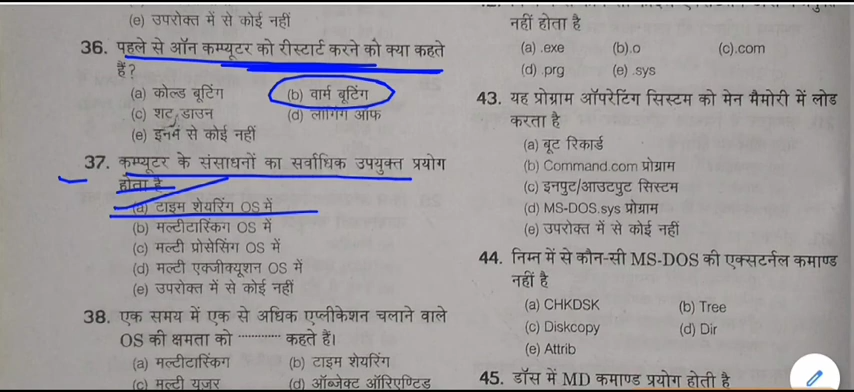 (e) उपरोक्त में से कोई नहीं
36. पहले से ऑन कम्प्यूटर को रीस्टार्ट करने को क्या कहते
हैं?
(a) कोल्ड बूटिंग (b) वार्म बूटिंग
(c) शट डाउन (d) लॉगिंग ऑफ
(e) इनमें से कोई नहीं
37. कम्प्यूटर के संसाधनों का सर्वाधिक उपयुक्त प्रयोग
होता है
(a) टाइम शेयरिंग OS में
(b) मल्टीटास्किंग OS में
(c) मल्टी प्रोसेसिंग OS में
(d) मल्टी एक्जीक्यूशन OS में
(e) उपरोक्त में से कोई नहीं
38. एक समय में एक से अधिक एप्लीकेशन चलाने वाले
OS की क्षमता को ............ कहते हैं।
(a) मल्टीटास्किंग (b) टाइम शेयरिंग
(c) मल्टी यूजर (d) ऑब्जेक्ट ऑरिएण्टिड
नहीं होता है
(a) .exe (b).o (c).com
(d) .prg (e) .sys
43. यह प्रोग्राम ऑपरेटिंग सिस्टम को मेन मैमोरी में लोड
करता है
(a) बूट रिकार्ड
(b) Command.com प्रोग्राम
(c) इनपुट/आउटपुट सिस्टम
(d) MS-DOS.sys प्रोग्राम
(e) उपरोक्त में से कोई नहीं
44. निम्न में से कौन-सी MS-DOS की एक्सटर्नल कमाण्ड
नहीं है
(a) CHKDSK (b) Tree
(c) Diskcopy (d) Dir
(e) Attrib
45. डॉस में MD कमाण्ड प्रयोग होती है